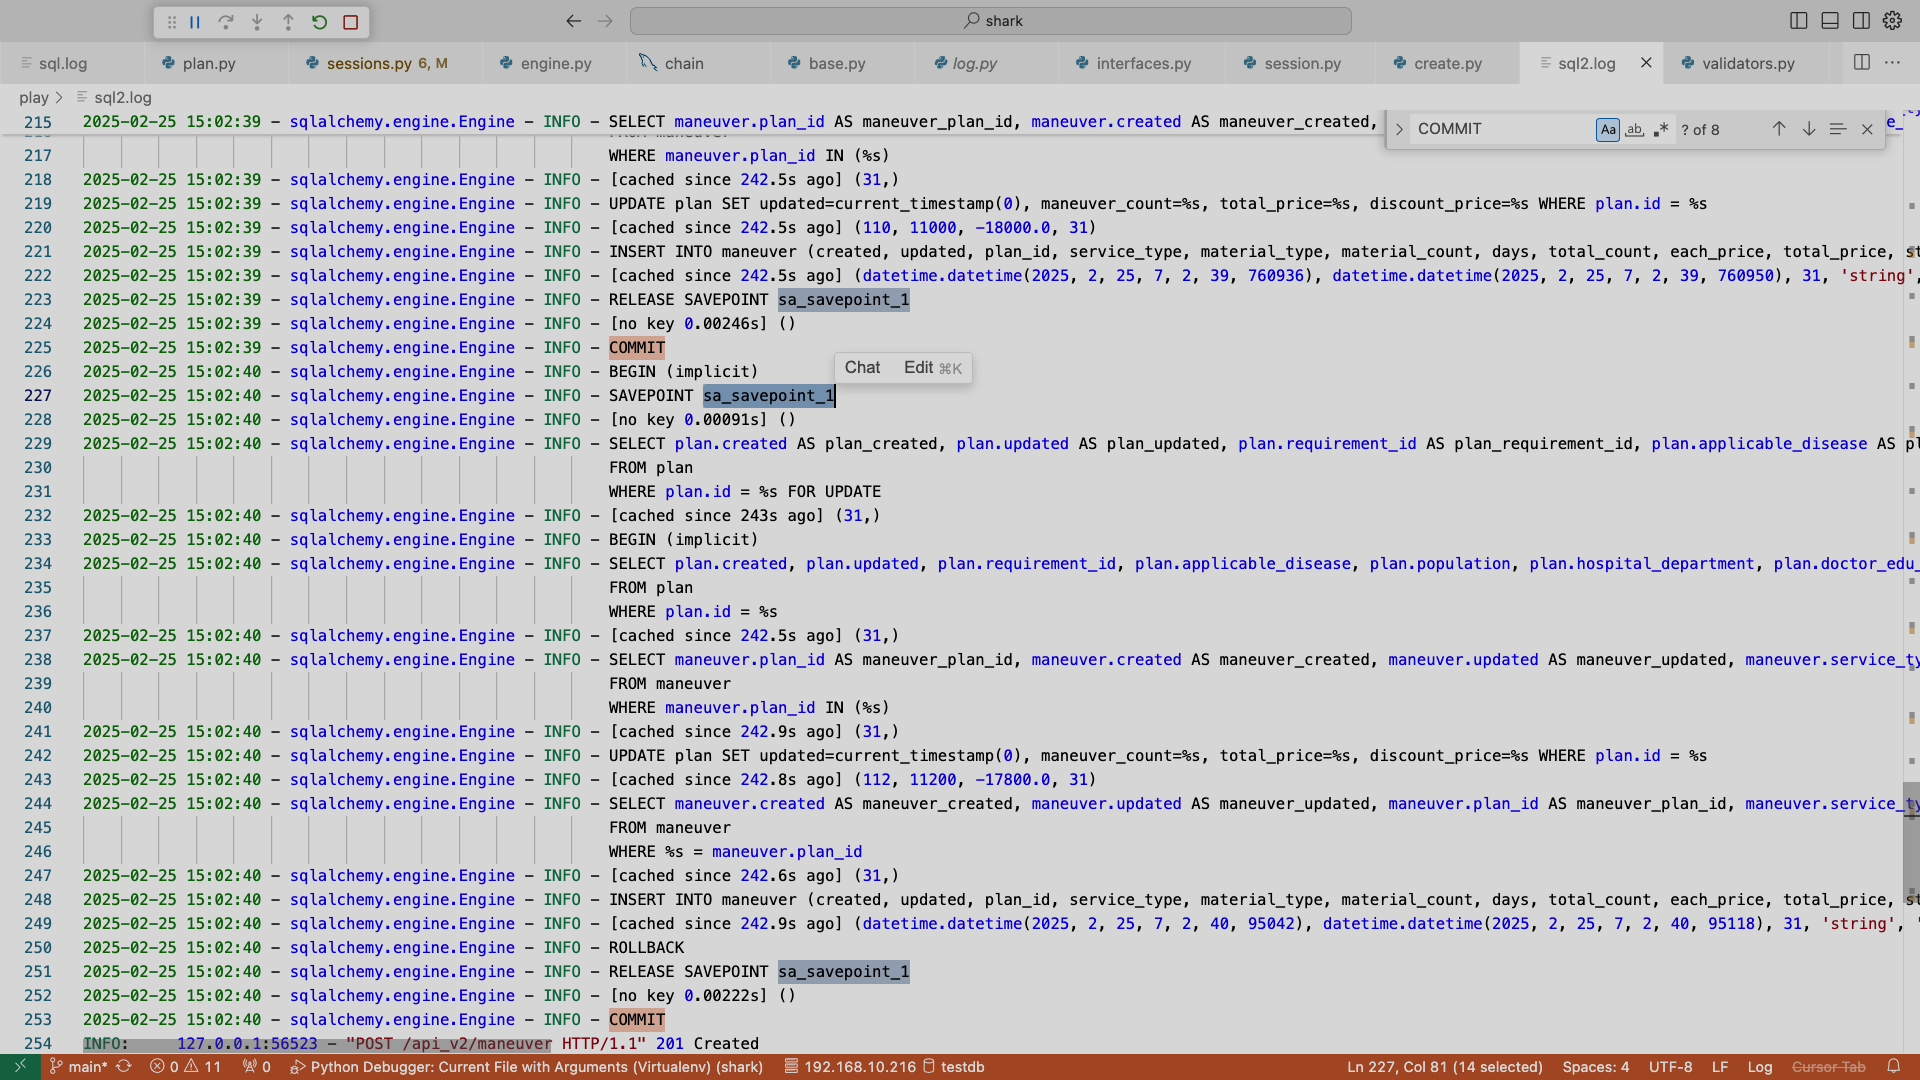 shark
sql.log
plan.py
sessions.py 6, M
engine.py
chain
base.py
log.py
interfaces.py
session.py
create.py
sql2.log
validators.py
play > sql2.log
COMMIT
Aa
ab
? of 8
215 2025-02-25 15:02:39 - sqlalchemy.engine.Engine - INFO - SELECT maneuver.plan_id AS maneuver_plan_id, maneuver.created AS maneuver_created,
217 WHERE maneuver.plan_id IN (%s)
218 2025-02-25 15:02:39 - sqlalchemy.engine.Engine - INFO - [cached since 242.5s ago] (31,)
219 2025-02-25 15:02:39 - sqlalchemy.engine.Engine - INFO - UPDATE plan SET updated=current_timestamp(0), maneuver_count=%s, total_price=%s, discount_price=%s WHERE plan.id = %s
220 2025-02-25 15:02:39 - sqlalchemy.engine.Engine - INFO - [cached since 242.5s ago] (110, 11000, -18000.0, 31)
221 2025-02-25 15:02:39 - sqlalchemy.engine.Engine - INFO - INSERT INTO maneuver (created, updated, plan_id, service_type, material_type, material_count, days, total_count, each_price, total_price, st
222 2025-02-25 15:02:39 - sqlalchemy.engine.Engine - INFO - [cached since 242.5s ago] (datetime.datetime(2025, 2, 25, 7, 2, 39, 760936), datetime.datetime(2025, 2, 25, 7, 2, 39, 760950), 31, 'string',
223 2025-02-25 15:02:39 - sqlalchemy.engine.Engine - INFO - RELEASE SAVEPOINT sa_savepoint_1
224 2025-02-25 15:02:39 - sqlalchemy.engine.Engine - INFO - [no key 0.00246s] ()
225 2025-02-25 15:02:39 - sqlalchemy.engine.Engine - INFO - COMMIT
226 2025-02-25 15:02:40 - sqlalchemy.engine.Engine - INFO - BEGIN (implicit)
Chat Edit ⌘K
227 2025-02-25 15:02:40 - sqlalchemy.engine.Engine - INFO - SAVEPOINT sa_savepoint_1
228 2025-02-25 15:02:40 - sqlalchemy.engine.Engine - INFO - [no key 0.00091s] ()
229 2025-02-25 15:02:40 - sqlalchemy.engine.Engine - INFO - SELECT plan.created AS plan_created, plan.updated AS plan_updated, plan.requirement_id AS plan_requirement_id, plan.applicable_disease AS pl
230 FROM plan
231 WHERE plan.id = %s FOR UPDATE
232 2025-02-25 15:02:40 - sqlalchemy.engine.Engine - INFO - [cached since 243s ago] (31,)
233 2025-02-25 15:02:40 - sqlalchemy.engine.Engine - INFO - BEGIN (implicit)
234 2025-02-25 15:02:40 - sqlalchemy.engine.Engine - INFO - SELECT plan.created, plan.updated, plan.requirement_id, plan.applicable_disease, plan.population, plan.hospital_department, plan.doctor_edu_
235 FROM plan
236 WHERE plan.id = %s
237 2025-02-25 15:02:40 - sqlalchemy.engine.Engine - INFO - [cached since 242.5s ago] (31,)
238 2025-02-25 15:02:40 - sqlalchemy.engine.Engine - INFO - SELECT maneuver.plan_id AS maneuver_plan_id, maneuver.created AS maneuver_created, maneuver.updated AS maneuver_updated, maneuver.service_ty
239 FROM maneuver
240 WHERE maneuver.plan_id IN (%s)
241 2025-02-25 15:02:40 - sqlalchemy.engine.Engine - INFO - [cached since 242.9s ago] (31,)
242 2025-02-25 15:02:40 - sqlalchemy.engine.Engine - INFO - UPDATE plan SET updated=current_timestamp(0), maneuver_count=%s, total_price=%s, discount_price=%s WHERE plan.id = %s
243 2025-02-25 15:02:40 - sqlalchemy.engine.Engine - INFO - [cached since 242.8s ago] (112, 11200, -17800.0, 31)
244 2025-02-25 15:02:40 - sqlalchemy.engine.Engine - INFO - SELECT maneuver.created AS maneuver_created, maneuver.updated AS maneuver_updated, maneuver.plan_id AS maneuver_plan_id, maneuver.service_ty
245 FROM maneuver
246 WHERE %s = maneuver.plan_id
247 2025-02-25 15:02:40 - sqlalchemy.engine.Engine - INFO - [cached since 242.6s ago] (31,)
248 2025-02-25 15:02:40 - sqlalchemy.engine.Engine - INFO - INSERT INTO maneuver (created, updated, plan_id, service_type, material_type, material_count, days, total_count, each_price, total_price, st
249 2025-02-25 15:02:40 - sqlalchemy.engine.Engine - INFO - [cached since 242.9s ago] (datetime.datetime(2025, 2, 25, 7, 2, 40, 95042), datetime.datetime(2025, 2, 25, 7, 2, 40, 95118), 31, 'string', '
250 2025-02-25 15:02:40 - sqlalchemy.engine.Engine - INFO - ROLLBACK
251 2025-02-25 15:02:40 - sqlalchemy.engine.Engine - INFO - RELEASE SAVEPOINT sa_savepoint_1
252 2025-02-25 15:02:40 - sqlalchemy.engine.Engine - INFO - [no key 0.00222s] ()
253 2025-02-25 15:02:40 - sqlalchemy.engine.Engine - INFO - COMMIT
254 INFO: 127.0.0.1:56523 - "POST /api_v2/maneuver HTTP/1.1" 201 Created
main* 0 11 0 Python Debugger: Current File with Arguments (Virtualenv) (shark) 192.168.10.216 testdb Ln 227, Col 81 (14 selected) Spaces: 4 UTF-8 LF Log Cursor Tab